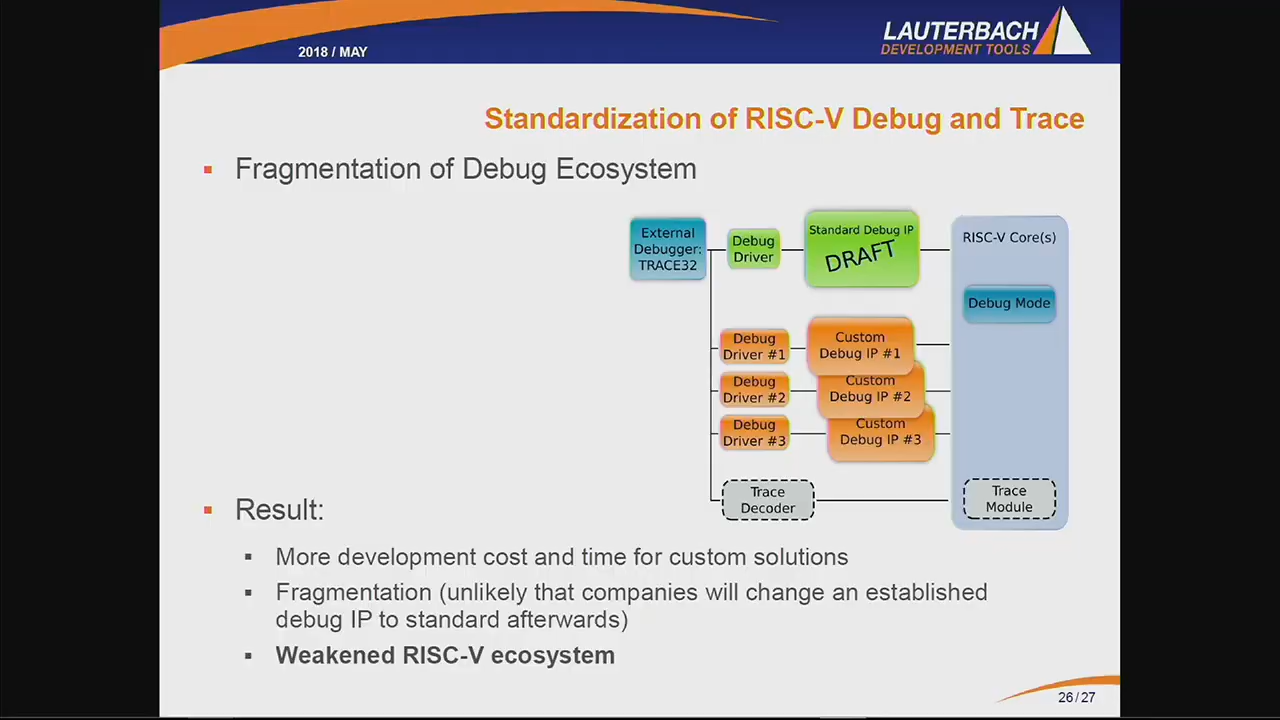 2018 / MAY
LAUTERBACH
DEVELOPMENT TOOLS
Standardization of RISC-V Debug and Trace
▪ Fragmentation of Debug Ecosystem
External
Debugger:
TRACE32
Debug
Driver
Standard Debug IP
DRAFT
RISC-V Core(s)
Debug Mode
Debug
Driver #1
Custom
Debug IP #1
Debug
Driver #2
Custom
Debug IP #2
Debug
Driver #3
Custom
Debug IP #3
Trace
Decoder
Trace
Module
▪ Result:
▪ More development cost and time for custom solutions
▪ Fragmentation (unlikely that companies will change an established
debug IP to standard afterwards)
▪ Weakened RISC-V ecosystem
26 / 27